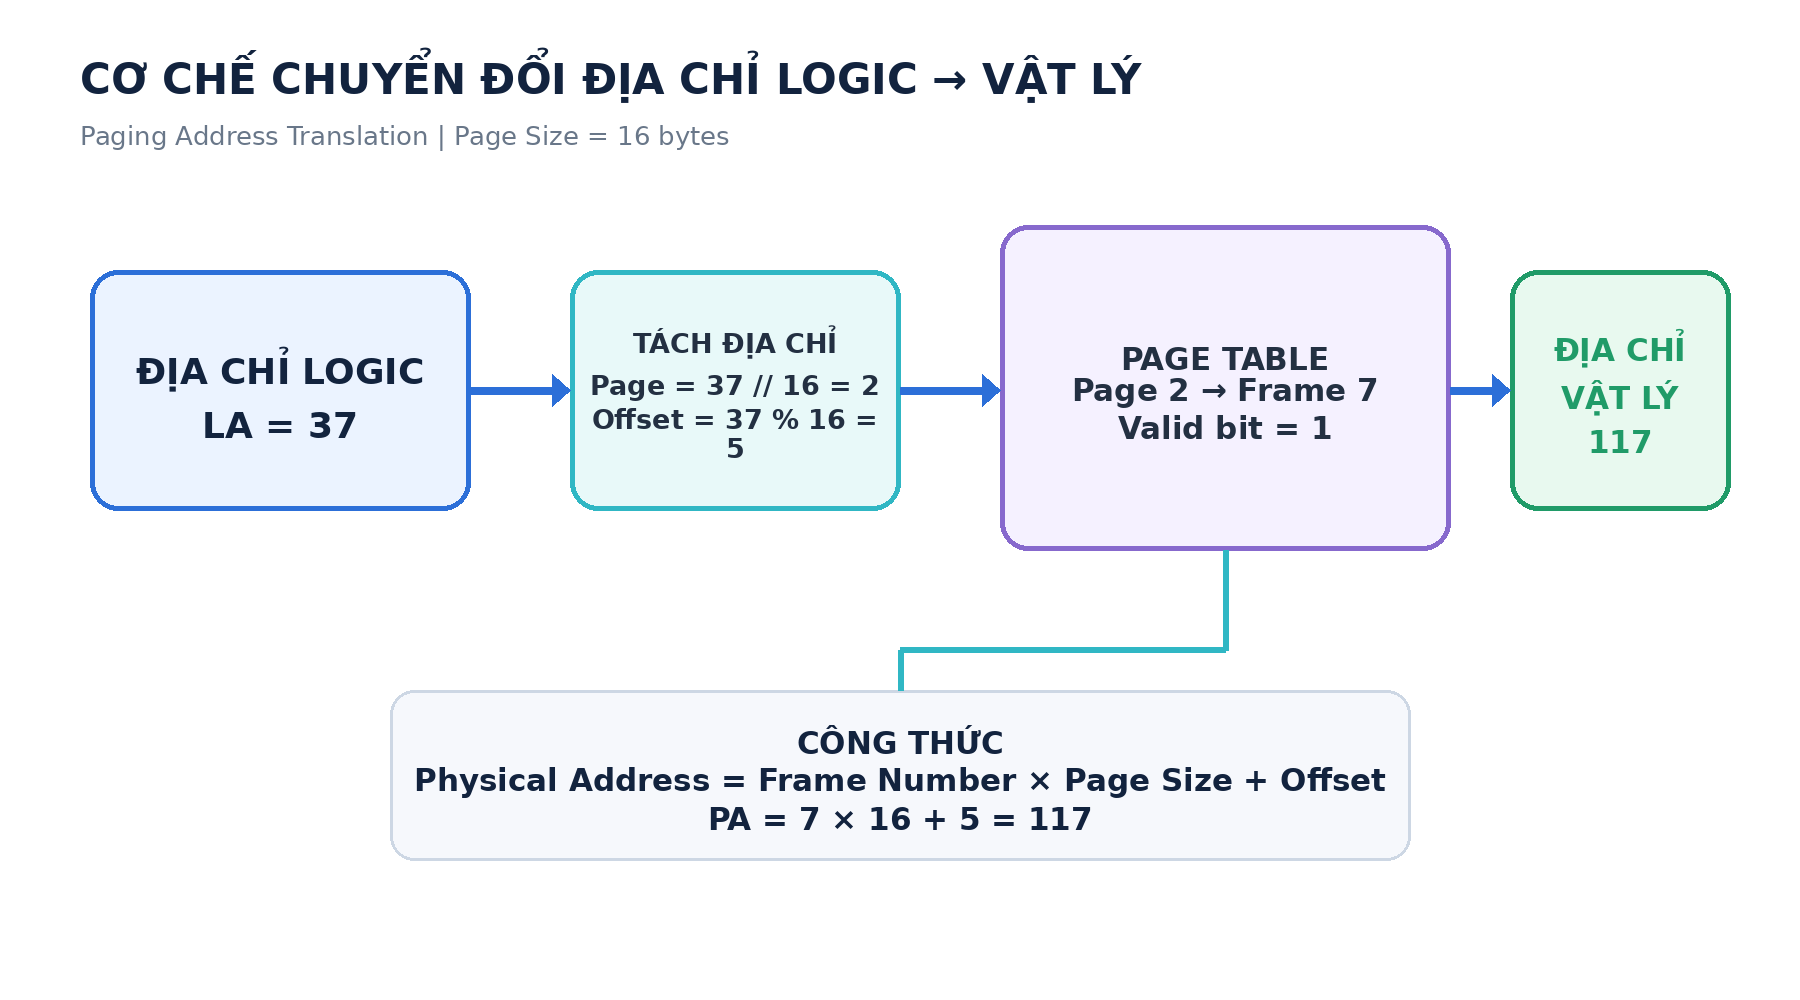 CƠ CHẾ CHUYỂN ĐỔI ĐỊA CHỈ LOGIC → VẬT LÝ
Paging Address Translation | Page Size = 16 bytes
ĐỊA CHỈ LOGIC
LA = 37
TÁCH ĐỊA CHỈ
Page = 37 // 16 = 2
Offset = 37 % 16 =
5
PAGE TABLE
Page 2 → Frame 7
Valid bit = 1
ĐỊA CHỈ
VẬT LÝ
117
CÔNG THỨC
Physical Address = Frame Number × Page Size + Offset
PA = 7 × 16 + 5 = 117